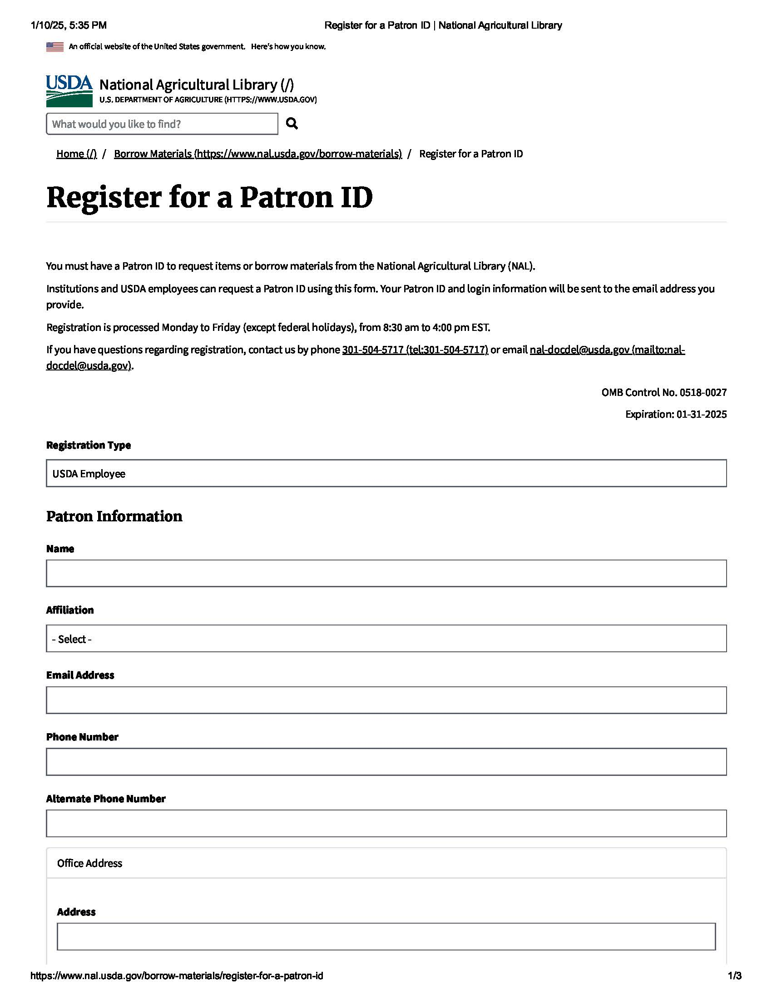 1/10/25, 5:35 PM
Register for a Patron ID | National Agricultural Library
An official website of the United States government. Here's how you know.
USDA
National Agricultural Library (/)
U.S. DEPARTMENT OF AGRICULTURE (HTTPS://WWW.USDA.GOV)
What would you like to find?
Home (/) / Borrow Materials (https://www.nal.usda.gov/borrow-materials) / Register for a Patron ID
Register for a Patron ID
You must have a Patron ID to request items or borrow materials from the National Agricultural Library (NAL).
Institutions and USDA employees can request a Patron ID using this form. Your Patron ID and login information will be sent to the email address you
provide.
Registration is processed Monday to Friday (except federal holidays), from 8:30 am to 4:00 pm EST.
If you have questions regarding registration, contact us by phone 301-504-5717 (tel:301-504-5717) or email nal-docdel@usda.gov (mailto:nal-
docdel@usda.gov).
OMB Control No. 0518-0027
Expiration: 01-31-2025
Registration Type
USDA Employee
Patron Information
Name
Affiliation
- Select -
Email Address
Phone Number
Alternate Phone Number
Office Address
Address
https://www.nal.usda.gov/borrow-materials/register-for-a-patron-id
1/3